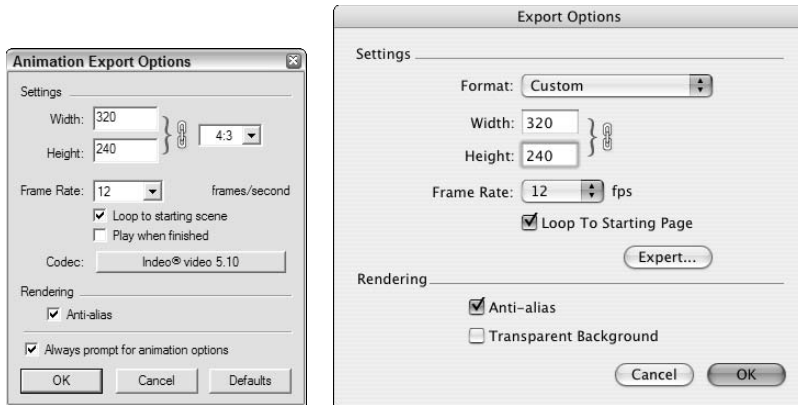 Animation Export Options
Settings
Width: 320
4:3
Height: 240
Frame Rate: 12 frames/second
Loop to starting scene
Play when finished
Codec: Indeo® video 5.10
Rendering
Anti-alias
Always prompt for animation options
OK Cancel Defaults
Export Options
Settings
Format: Custom
Width: 320
Height: 240
Frame Rate: 12 fps
Loop To Starting Page
Expert...
Rendering
Anti-alias
Transparent Background
Cancel OK